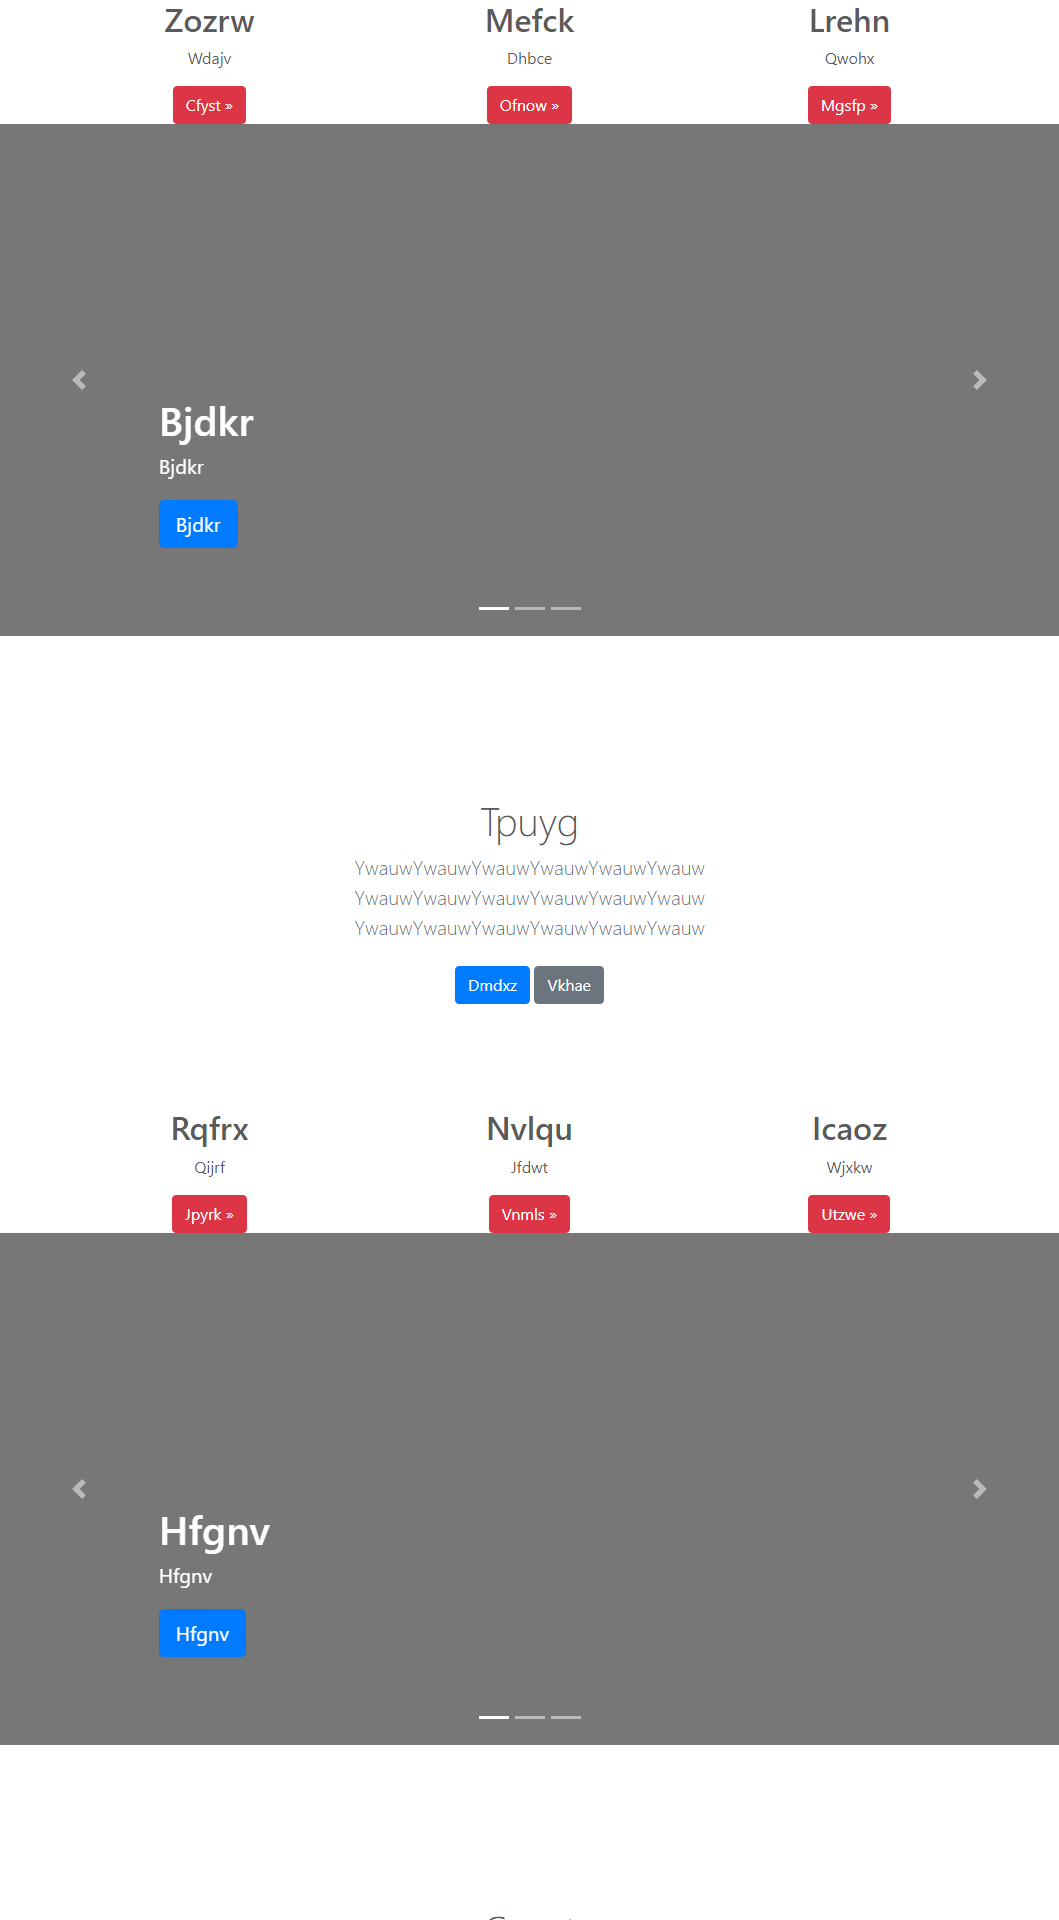 Zozrw
Mefck
Lrehn
Wdajv
Dhbce
Qwohx
Cfyst »
Ofnow »
Mgsfp »
Bjdkr
Bjdkr
Bjdkr
Tpuyg
YwauwYwauwYwauwYwauwYwauwYwauw
YwauwYwauwYwauwYwauwYwauwYwauw
YwauwYwauwYwauwYwauwYwauwYwauw
Dmdxz
Vkhae
Rqfrx
Nvlqu
Icaoz
Qijrf
Jfdwt
Wjxkw
Jpyrk »
Vnmls »
Utzwe »
Hfgnv
Hfgnv
Hfgnv